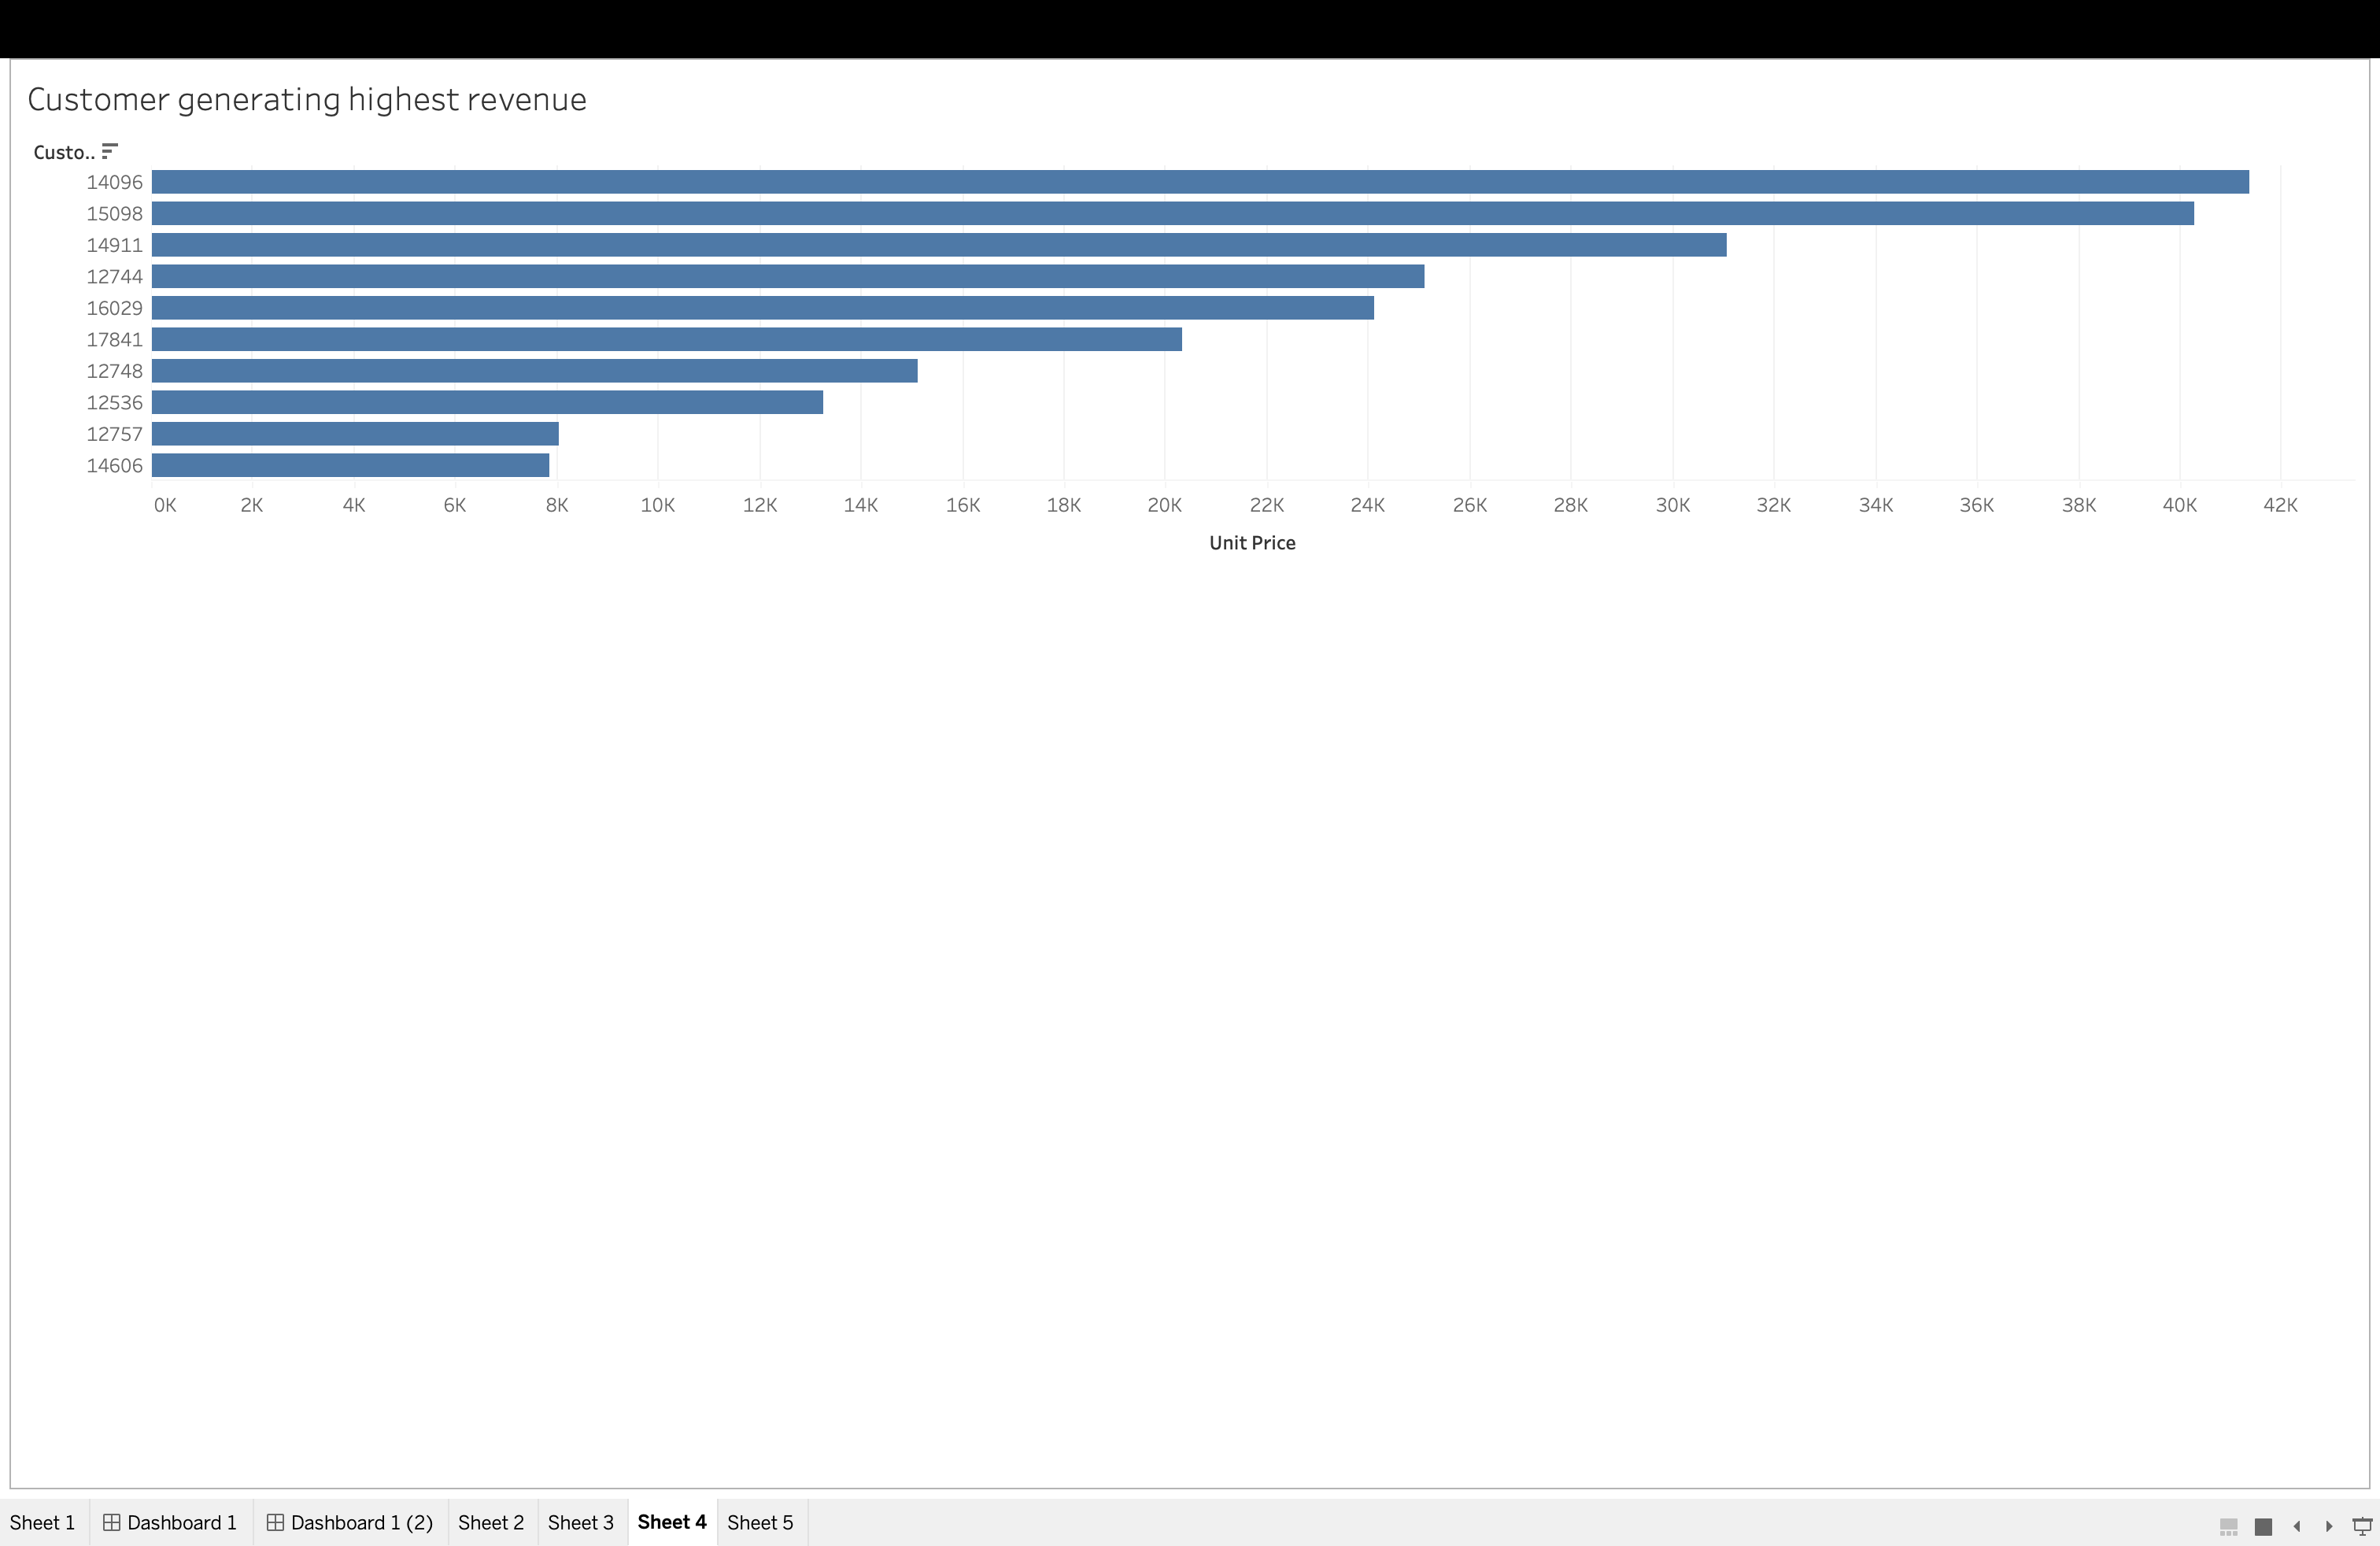 Customer generating highest revenue
Custo..
14096
15098
14911
12744
16029
17841
12748
12536
12757
14606
0K 2K 4K 6K 8K 10K 12K 14K 16K 18K 20K 22K 24K 26K 28K 30K 32K 34K 36K 38K 40K 42K
Unit Price
Sheet 1 Dashboard 1 Dashboard 1 (2) Sheet 2 Sheet 3 Sheet 4 Sheet 5